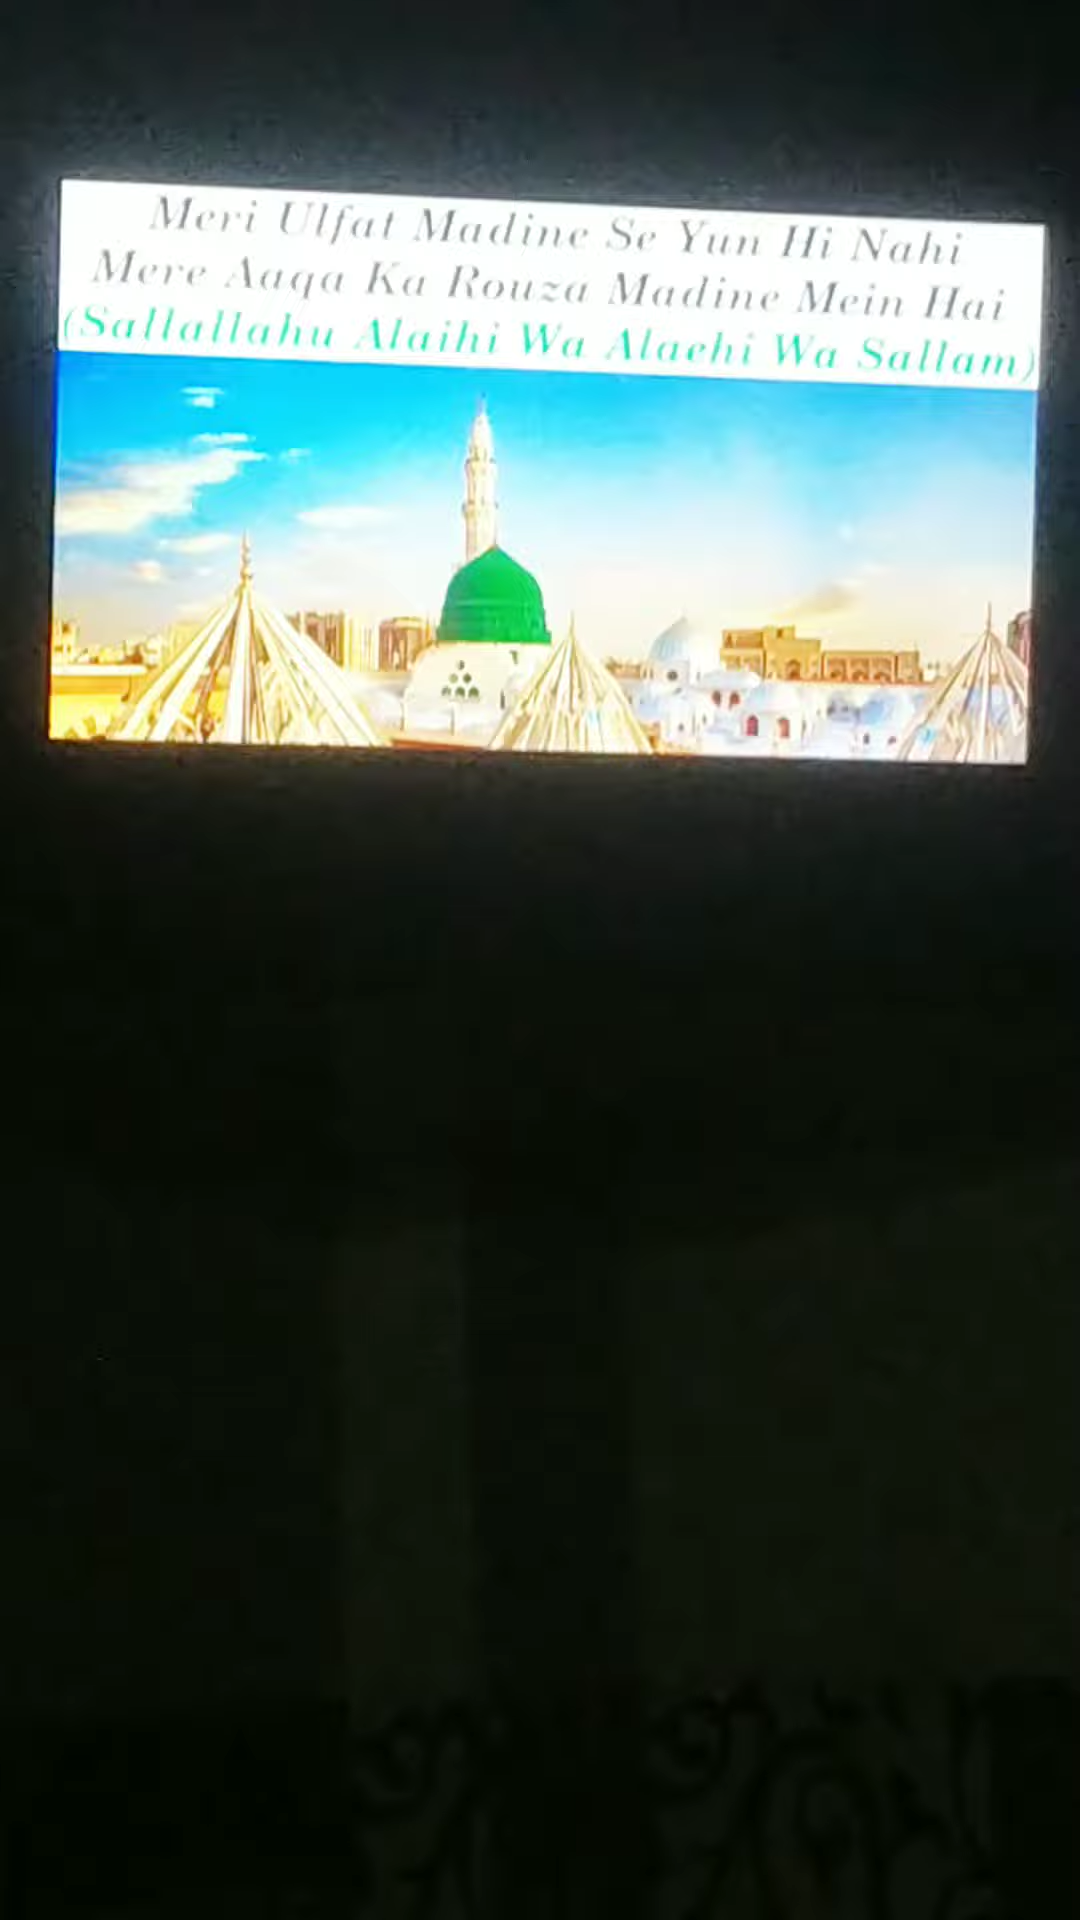 Meri Ulfat Madine Se Yun Hi Nahi
Mere Aaqa Ka Rouza Madine Mein Hai
(Sallallahu Alaihi Wa Alaehi Wa Sallam)